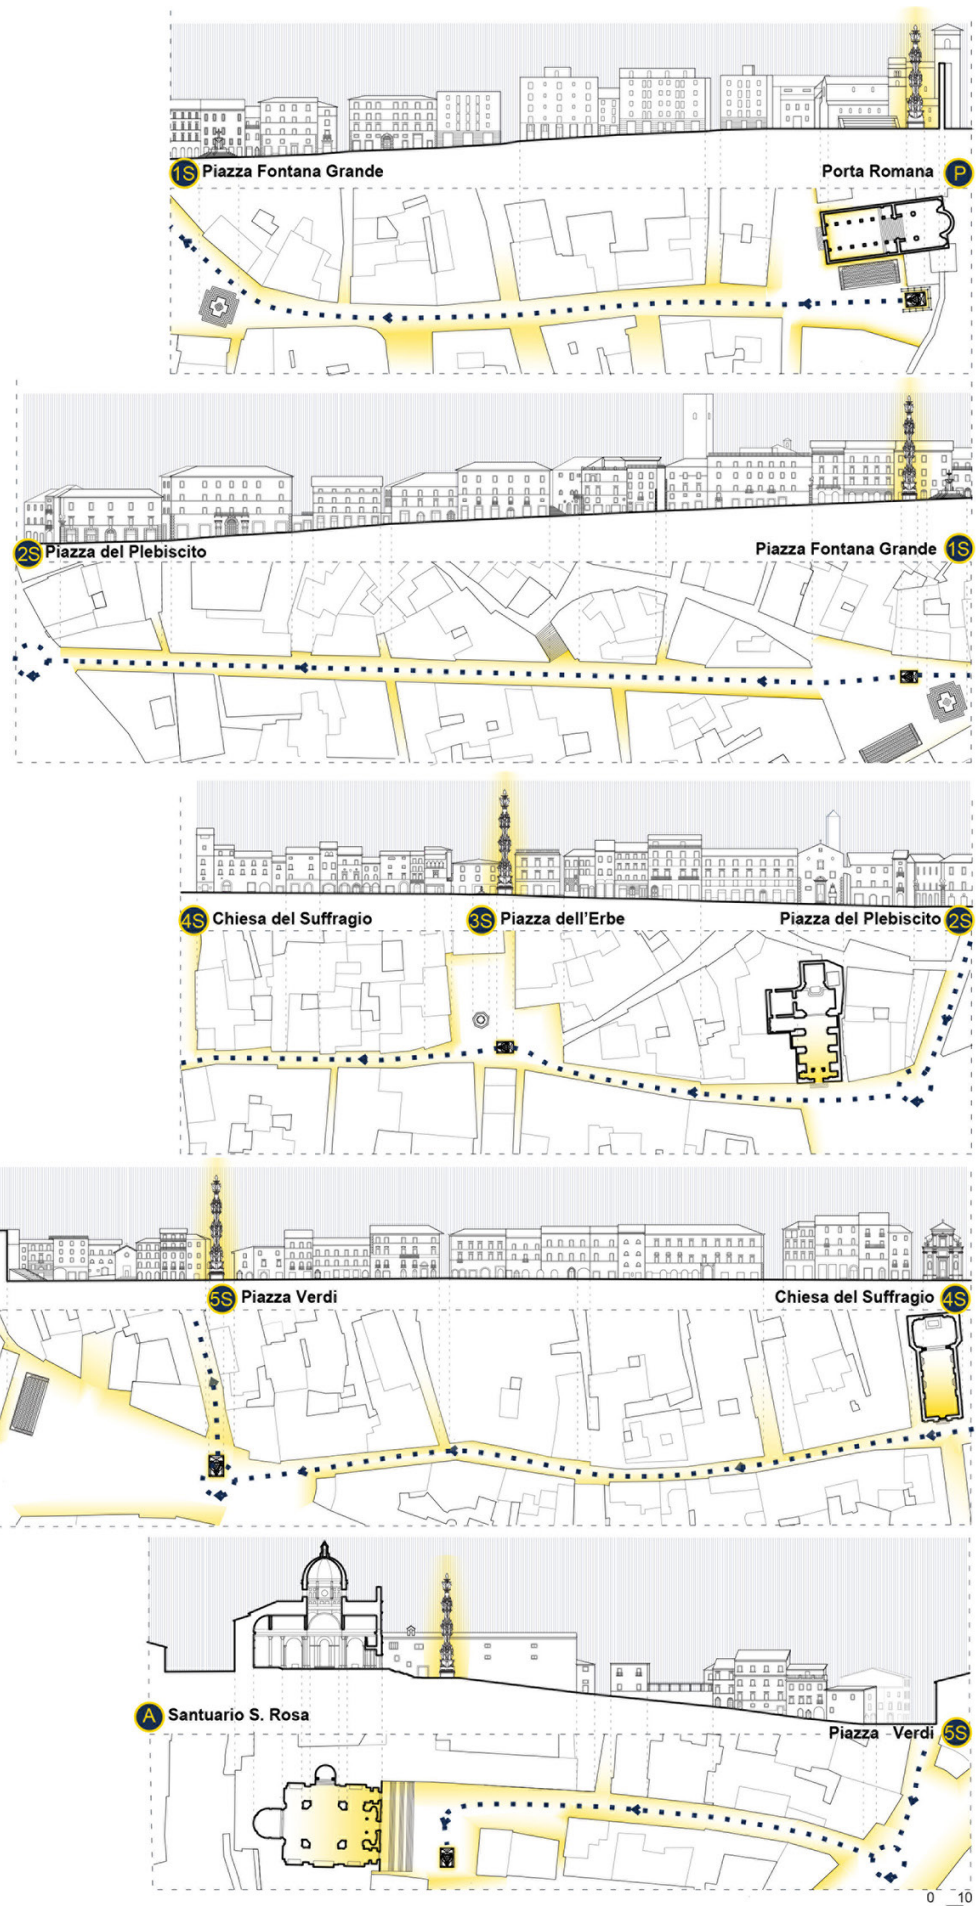 1S Piazza Fontana Grande Porta Romana P
2S Piazza del Plebiscito Piazza Fontana Grande 1S
4S Chiesa del Suffragio 3S Piazza dell'Erbe Piazza del Plebiscito 2S
5S Piazza Verdi Chiesa del Suffragio 4S
A Santuario S. Rosa
Piazza Verdi 5S
0 10